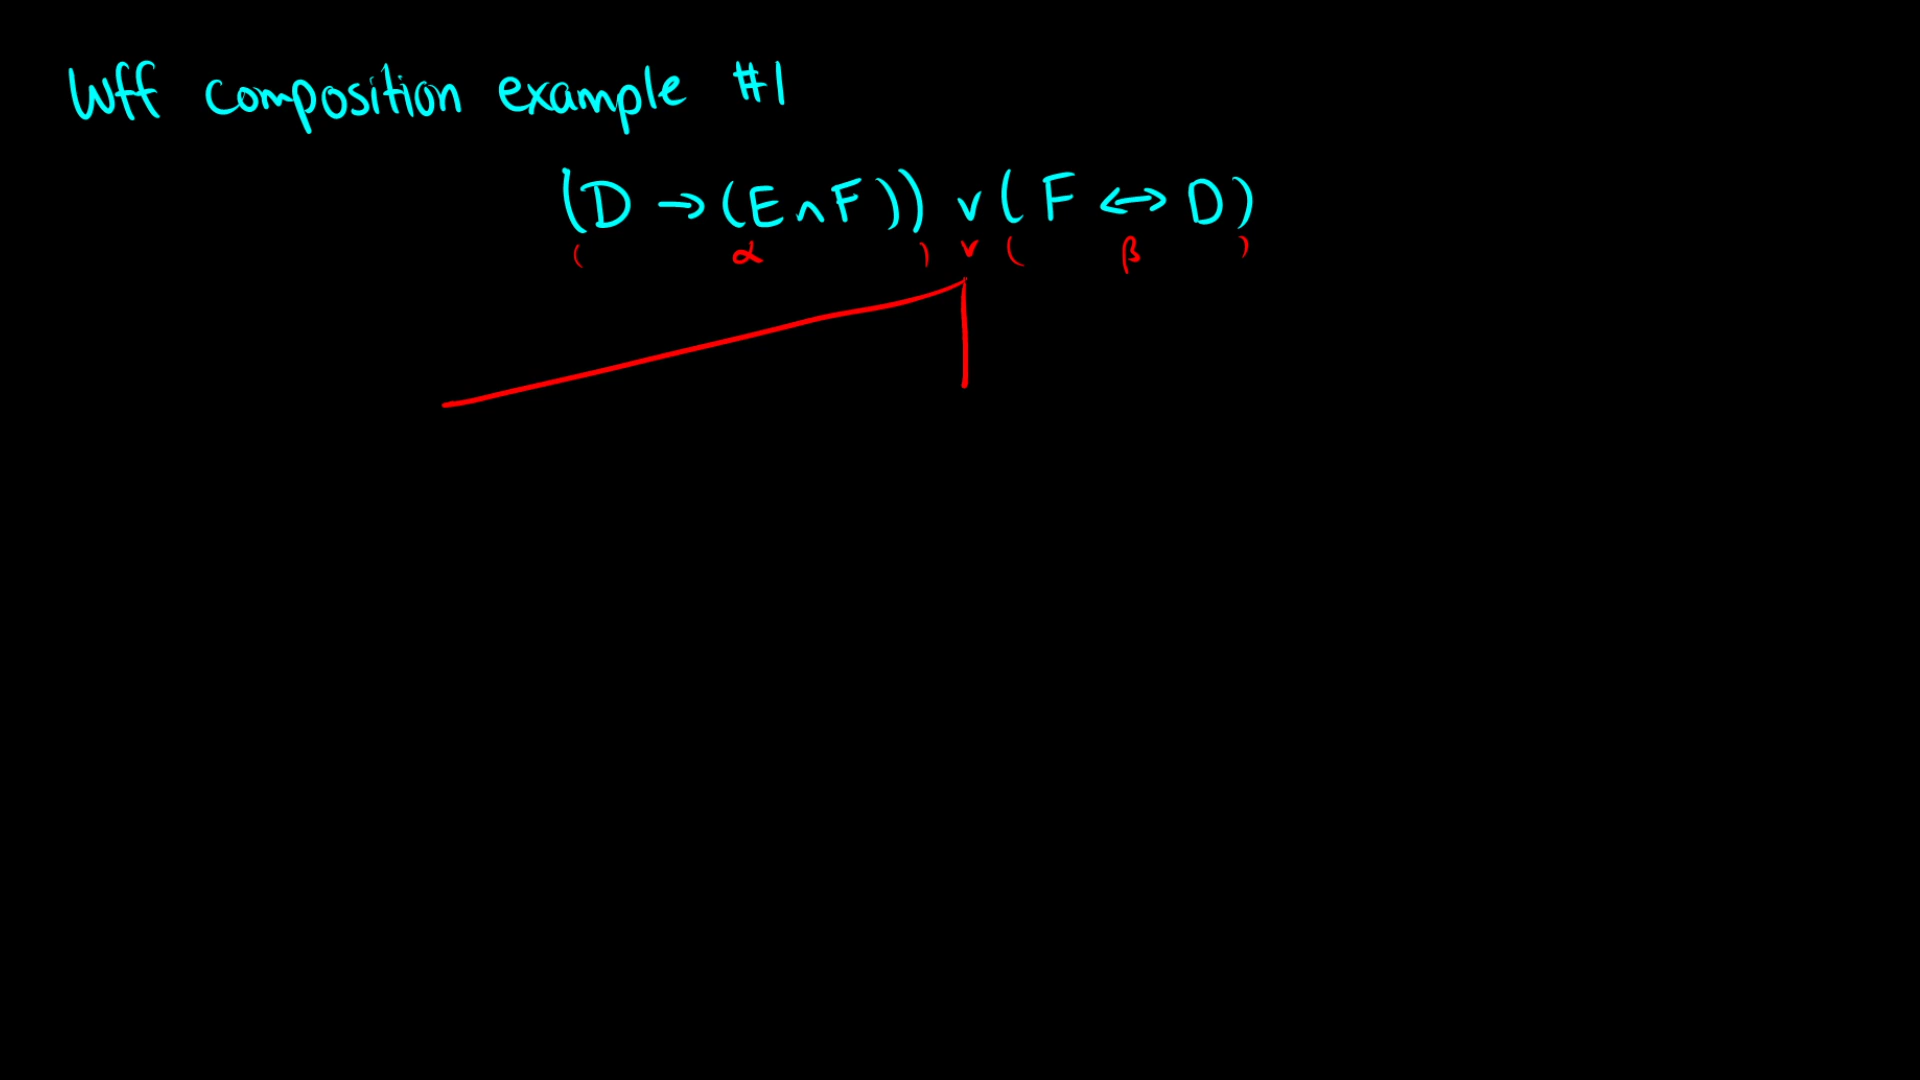 Wff composition example #1
(D → (E ∧ F)) ∨ (F ↔ D)
( α ) ∨ ( β )